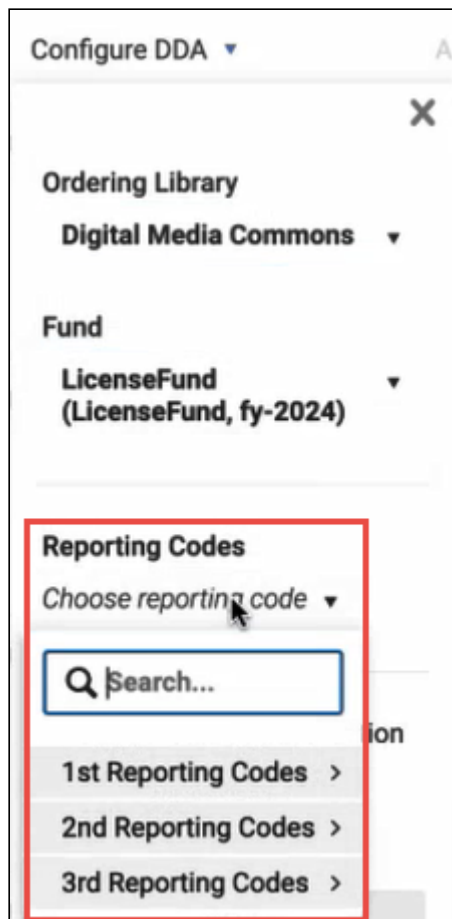 Configure DDA
A
Ordering Library
Digital Media Commons
Fund
LicenseFund
(LicenseFund, fy-2024)
Reporting Codes
Choose reporting code
Search...
ion
1st Reporting Codes
2nd Reporting Codes
3rd Reporting Codes